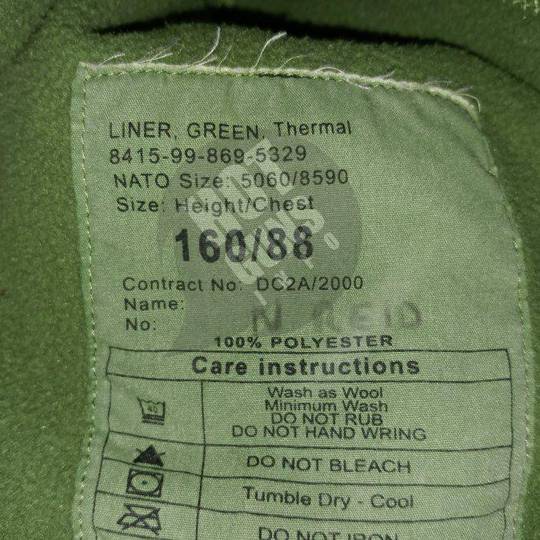 LINER, GREEN, Thermal
8415-99-869-5329
NATO Size: 5060/8590
Size: Height/Chest
160/88
Contract No: DC2A/2000
Name:
No: N REID
100% POLYESTER
Care instructions
40
Wash as Wool
Minimum Wash
DO NOT RUB
DO NOT HAND WRING
DO NOT BLEACH
Tumble Dry - Cool
DO NOT IRON